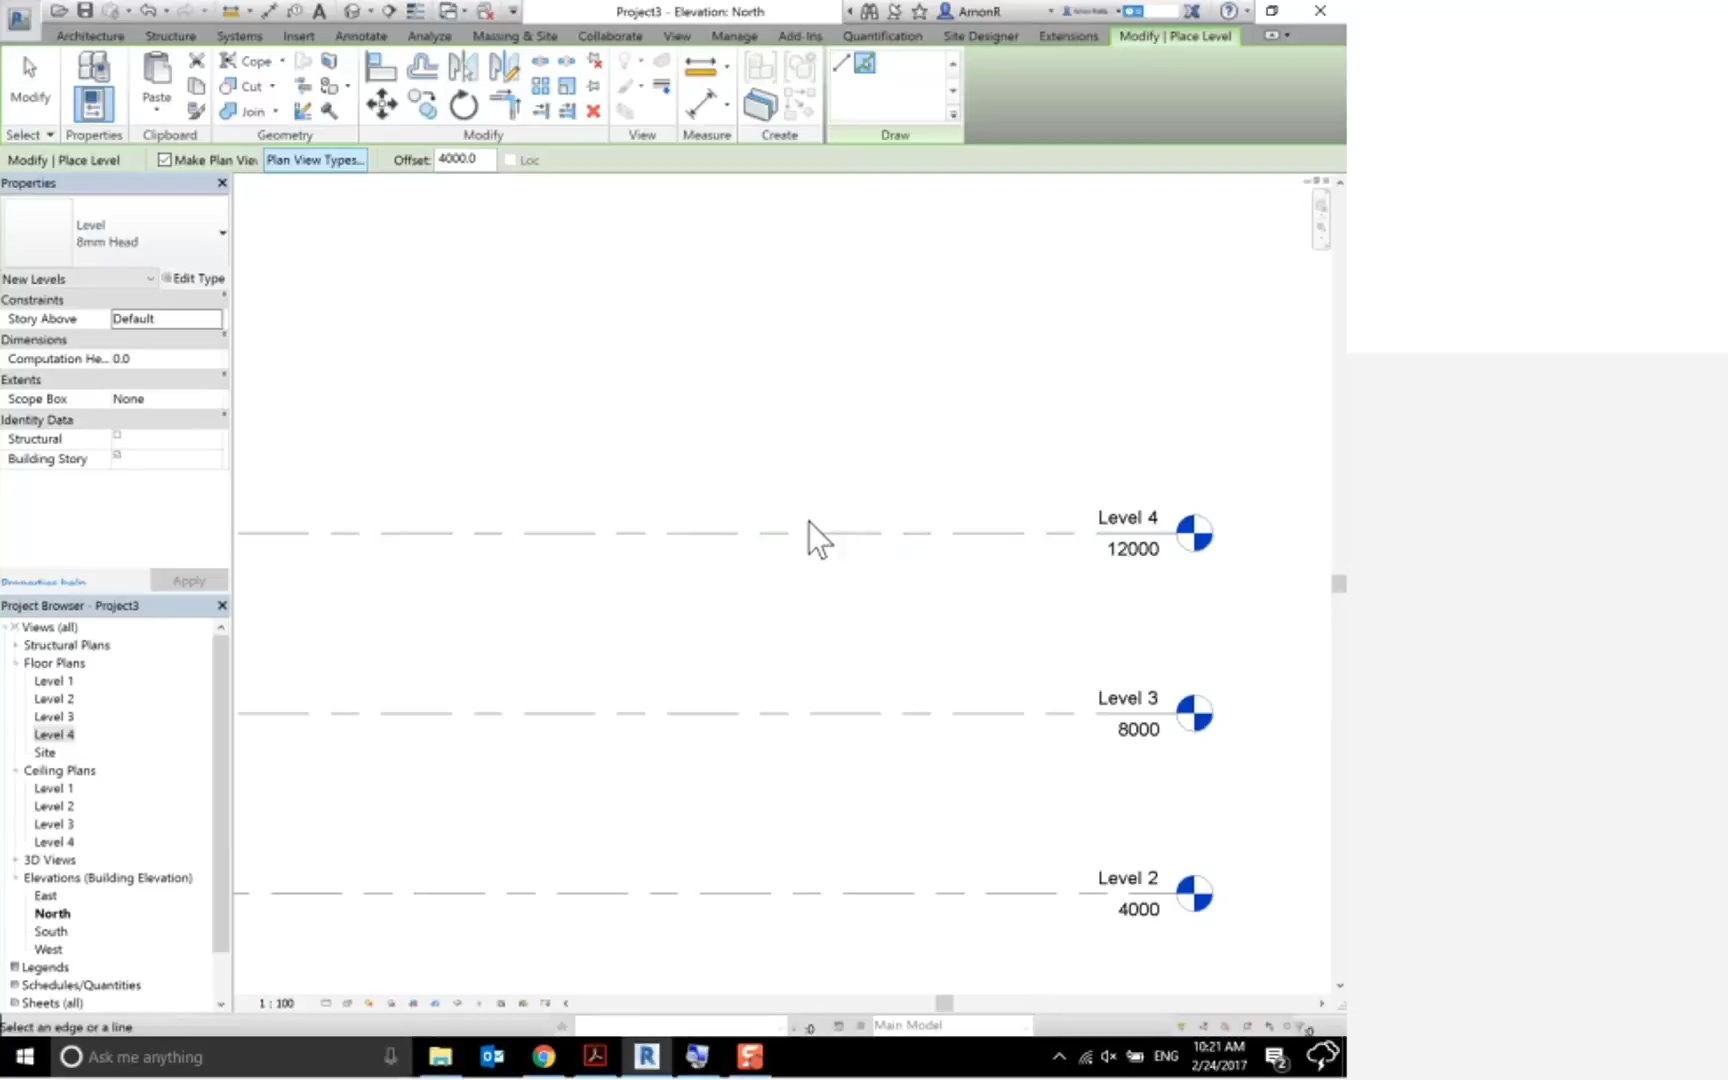 Project3 - Elevation: North
AmonR
Architecture Structure Systems Insert Annotate Analyze Massing & Site Collaborate View Manage Add-Ins Quantification Site Designer Extensions Modify | Place Level
Cope
Cut
Join
Modify
Paste
Select Properties Clipboard Geometry Modify View Measure Create Draw
Modify | Place Level Make Plan Vie Plan View Types... Offset: 4000.0 Loc
Properties
Level
8mm Head
New Levels Edit Type
Constraints
Story Above Default
Dimensions
Computation He... 0.0
Extents
Scope Box None
Identity Data
Structural
Building Story
Properties help Apply
Project Browser - Project3
Views (all)
Structural Plans
Floor Plans
Level 1
Level 2
Level 3
Level 4
Site
Ceiling Plans
Level 1
Level 2
Level 3
Level 4
3D Views
Elevations (Building Elevation)
East
North
South
West
Legends
Schedules/Quantities
Sheets (all)
Level 4
12000
Level 3
8000
Level 2
4000
1 : 100
Select an edge or a line
:0 Main Model
Ask me anything
ENG
10:21 AM
2/24/2017
2